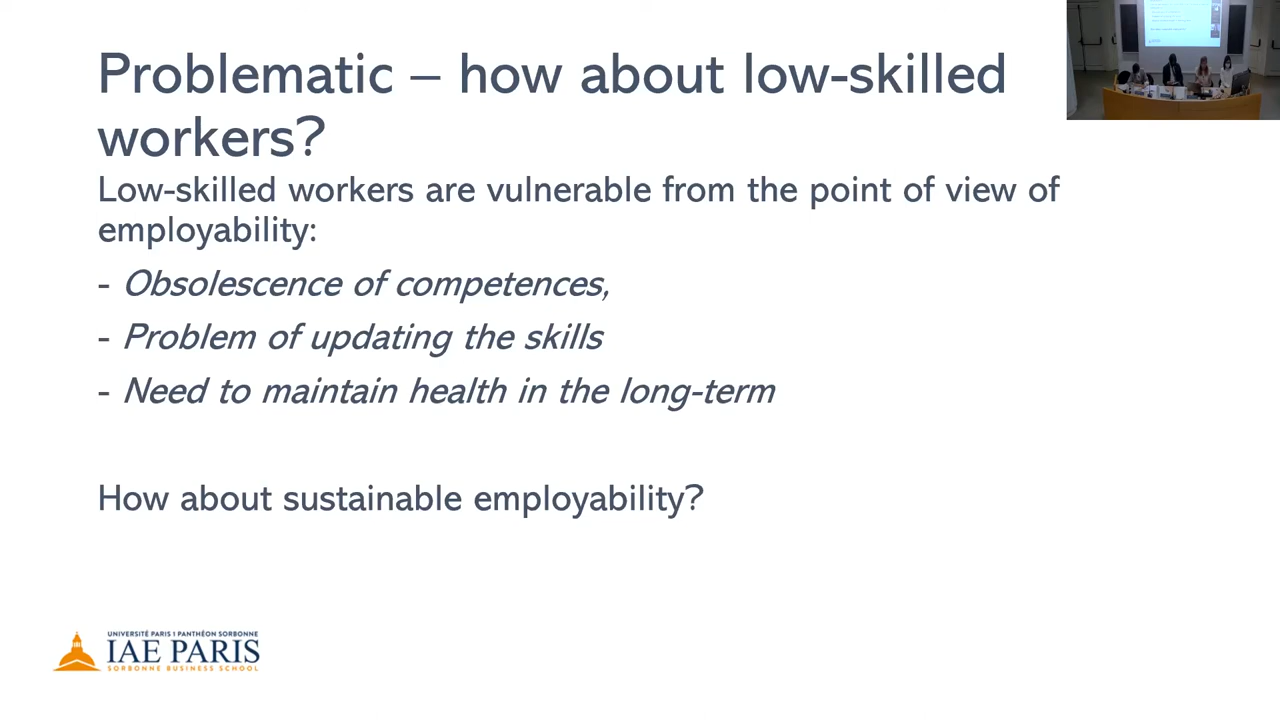 Problematic – how about low-skilled
workers?
Low-skilled workers are vulnerable from the point of view of
employability:
- Obsolescence of competences,
- Problem of updating the skills
- Need to maintain health in the long-term
How about sustainable employability?
UNIVERSITÉ PARIS 1 PANTHÉON SORBONNE
IAE PARIS
SORBONNE BUSINESS SCHOOL